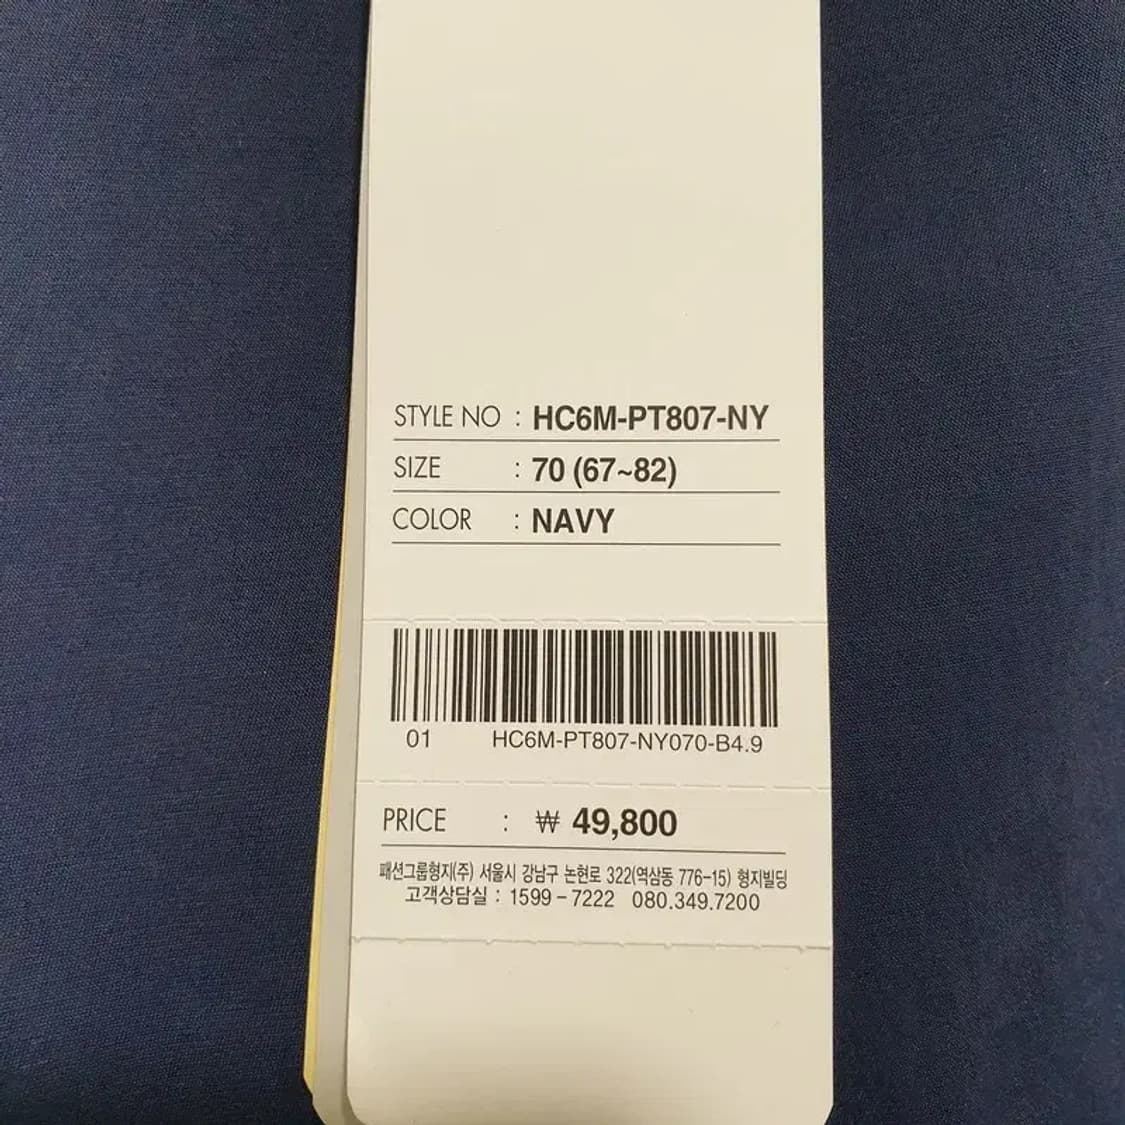 STYLE NO : HC6M-PT807-NY
SIZE : 70 (67~82)
COLOR : NAVY
01 HC6M-PT807-NY070-B4.9
PRICE : ₩ 49,800
패션그룹형지(주) 서울시 강남구 논현로 322(역삼동 776-15) 형지빌딩
고객상담실 : 1599-7222 080.349.7200